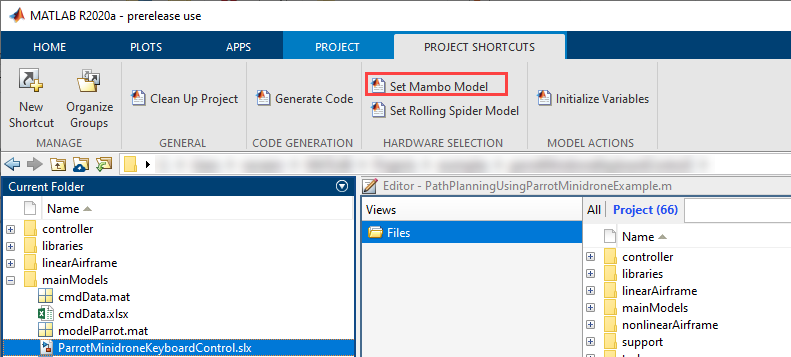 MATLAB R2020a - prerelease use
HOME PLOTS APPS PROJECT PROJECT SHORTCUTS
New Shortcut
Organize Groups
Clean Up Project
Generate Code
Set Mambo Model
Set Rolling Spider Model
Initialize Variables
MANAGE GENERAL CODE GENERATION HARDWARE SELECTION MODEL ACTIONS
Current Folder
Name
controller
libraries
linearAirframe
mainModels
cmdData.mat
cmdData.xlsx
modelParrot.mat
ParrotMinidroneKeyboardControl.slx
Editor - PathPlanningUsingParrotMinidroneExample.m
Views
Files
All Project (66)
Name
controller
libraries
linearAirframe
mainModels
nonlinearAirframe
support